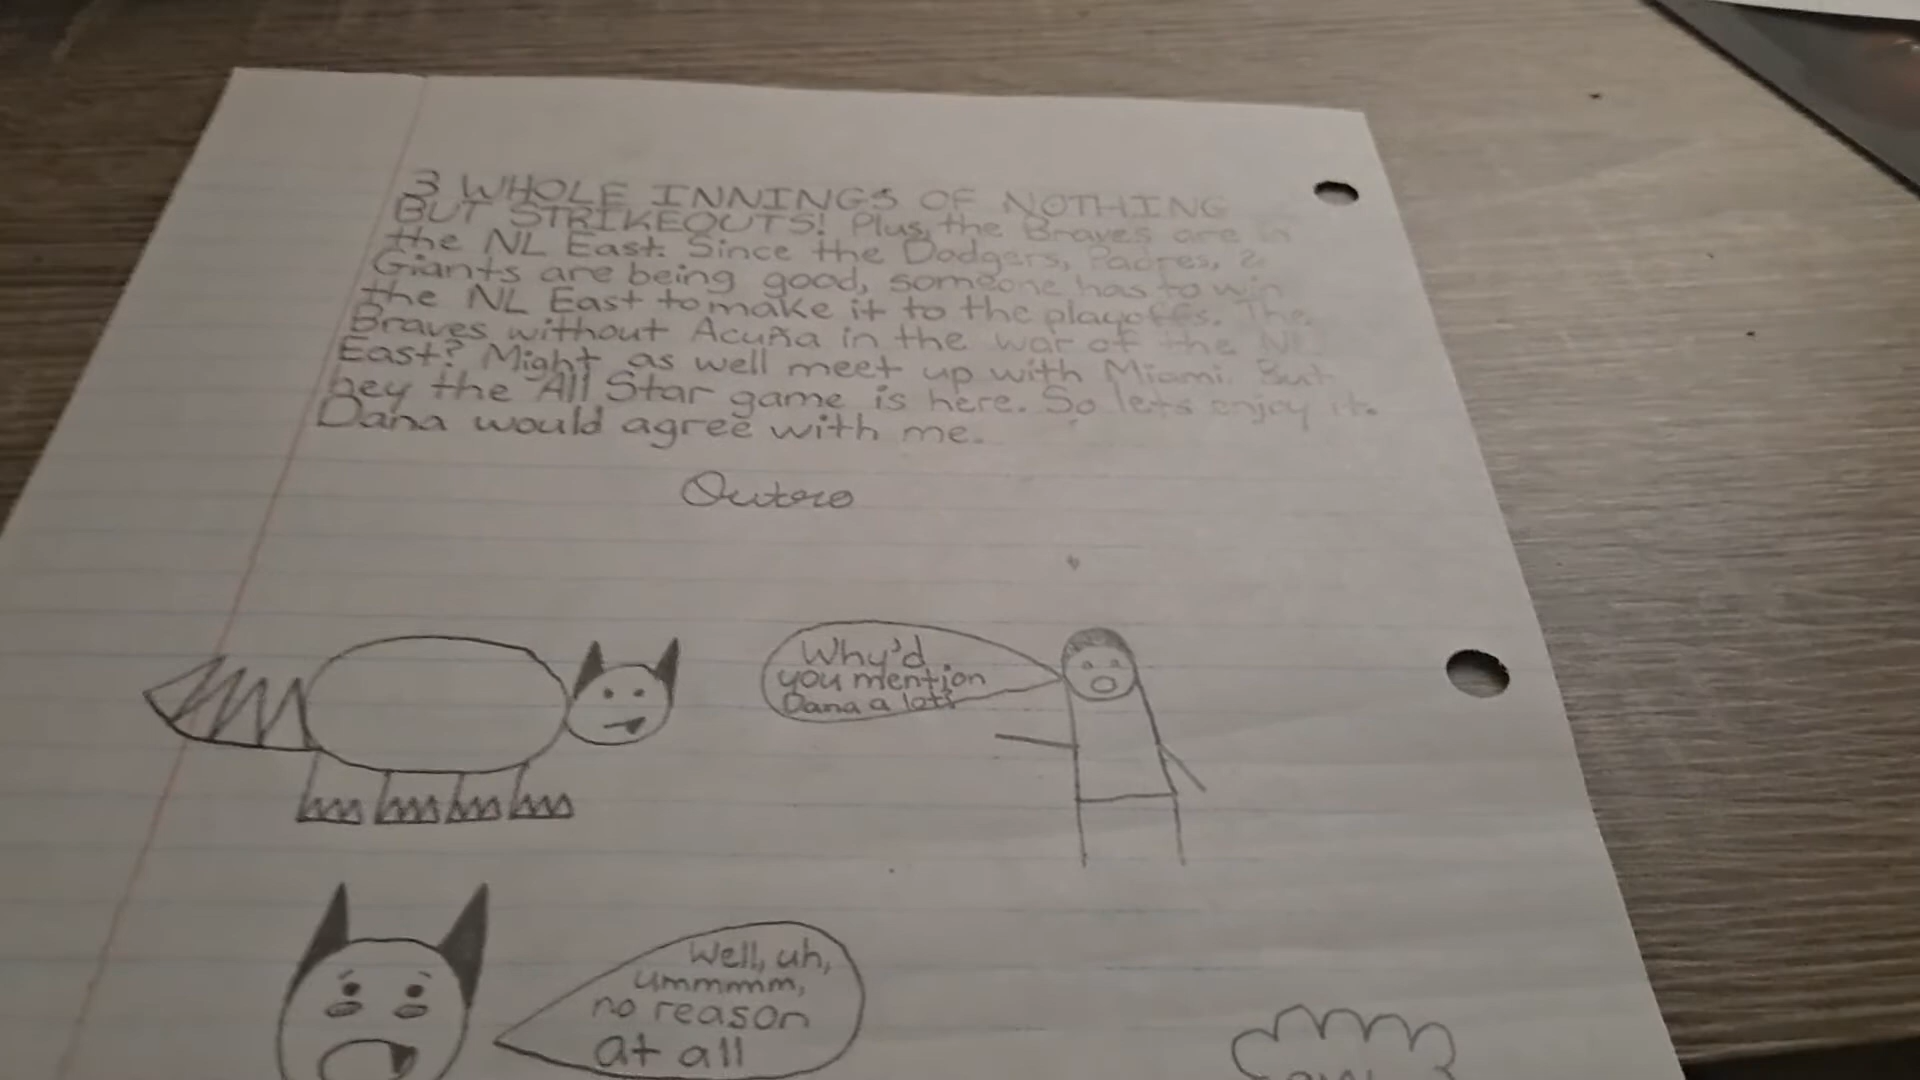 3 WHOLE INNINGS OF NOTHING
BUT STRIKEOUTS! Plus, the Braves are in
the NL East. Since the Dodgers, Padres, &
Giants are being good, someone has to win
the NL East to make it to the playoffs. The
Braves without Acuña in the war of the NL
East? Might as well meet up with Miami. But
hey the All Star game is here. So lets enjoy it.
Dana would agree with me.
Outro
Why'd
you mention
Dana a lot?
Well, uh,
ummmm,
no reason
at all